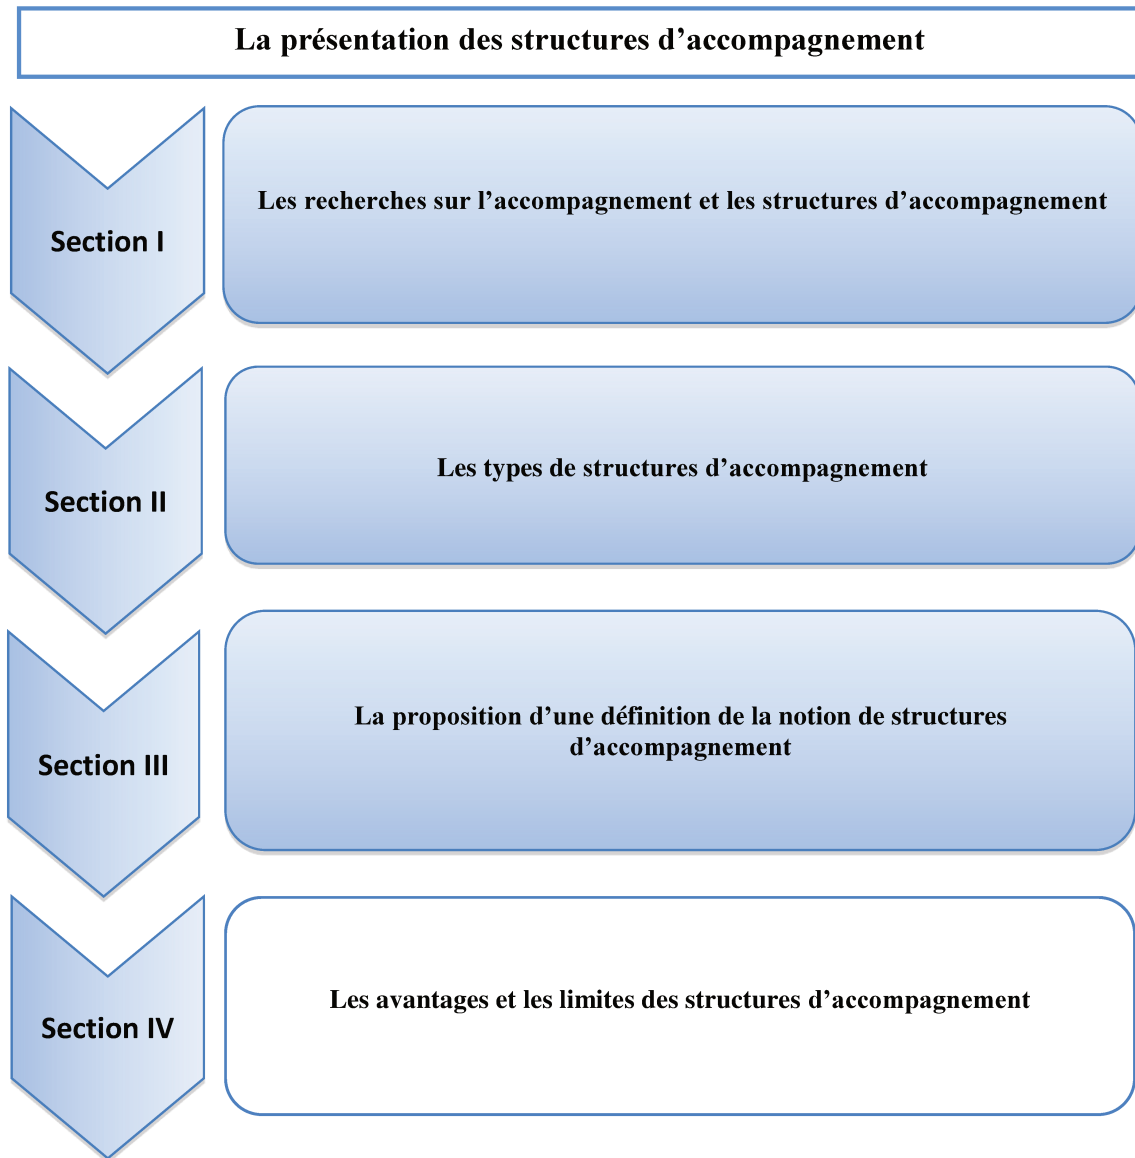 La présentation des structures d’accompagnement
Section I
Les recherches sur l’accompagnement et les structures d’accompagnement
Section II
Les types de structures d’accompagnement
Section III
La proposition d’une définition de la notion de structures
d’accompagnement
Section IV
Les avantages et les limites des structures d’accompagnement